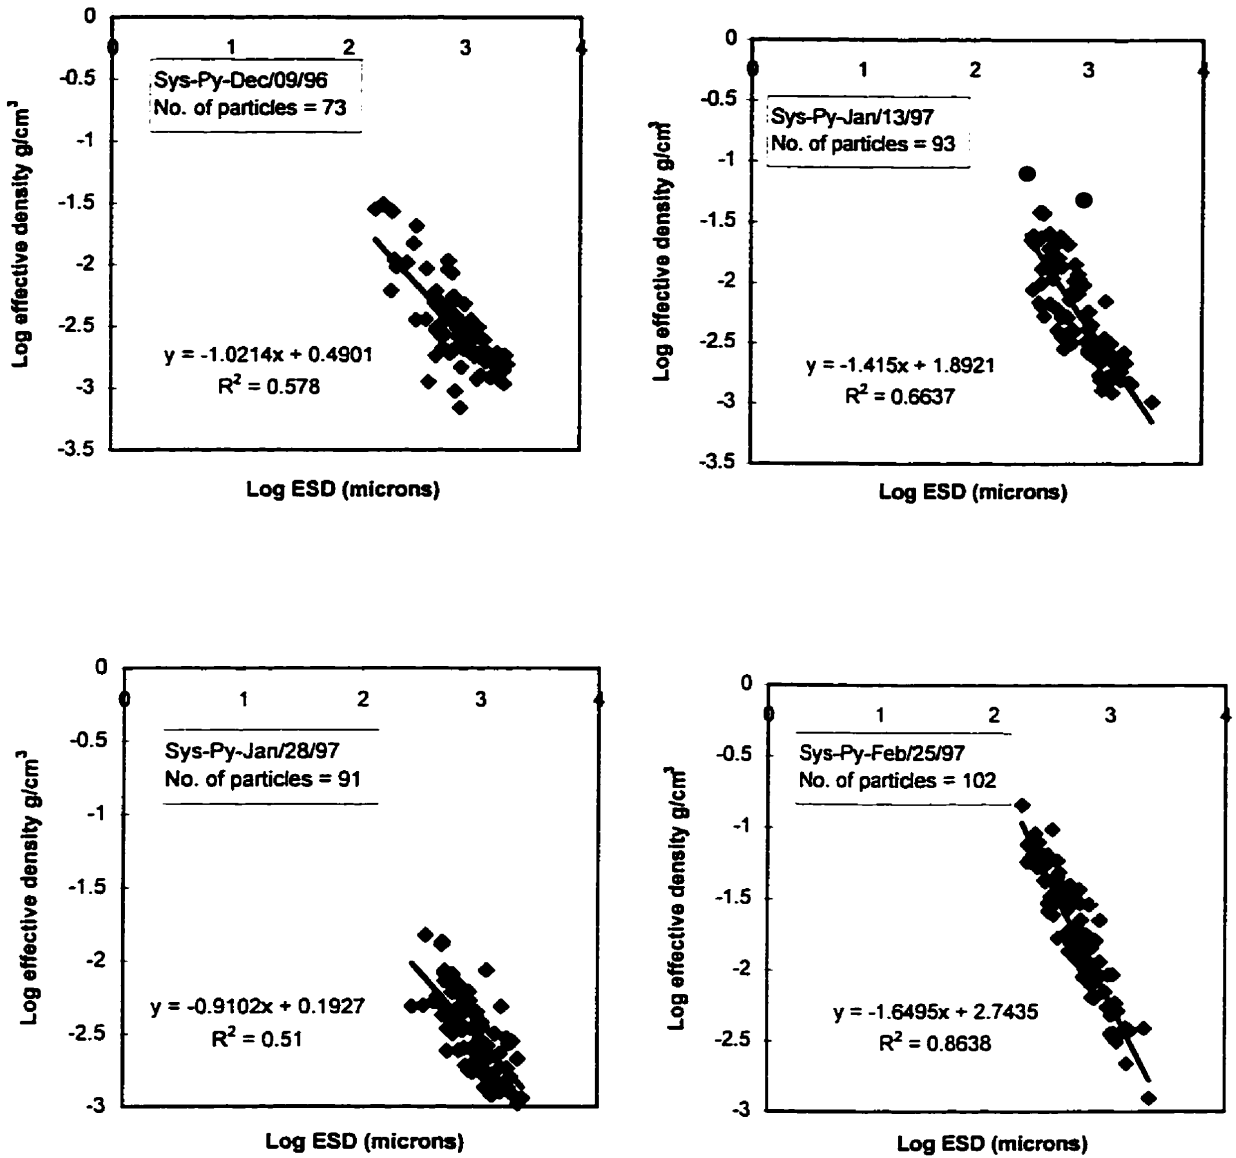 0
0 1 2 3 4
-0.5
Sys-Py-Dec/09/96
No. of particles = 73
-1
-1.5
-2
-2.5
y = -1.0214x + 0.4901
R² = 0.578
-3
-3.5
Log effective density g/cm³
Log ESD (microns)
0
0 1 2 3 4
-0.5
Sys-Py-Jan/13/97
No. of particles = 93
-1
-1.5
-2
-2.5
y = -1.415x + 1.8921
R² = 0.6637
-3
-3.5
Log effective density g/cm³
Log ESD (microns)
0
0 1 2 3 4
-0.5
Sys-Py-Jan/28/97
No. of particles = 91
-1
-1.5
-2
y = -0.9102x + 0.1927
R² = 0.51
-2.5
-3
Log effective density g/cm³
Log ESD (microns)
0
0 1 2 3 4
-0.5
Sys-Py-Feb/25/97
No. of particles = 102
-1
-1.5
-2
y = -1.6495x + 2.7435
R² = 0.8638
-2.5
-3
Log effective density g/cm³
Log ESD (microns)